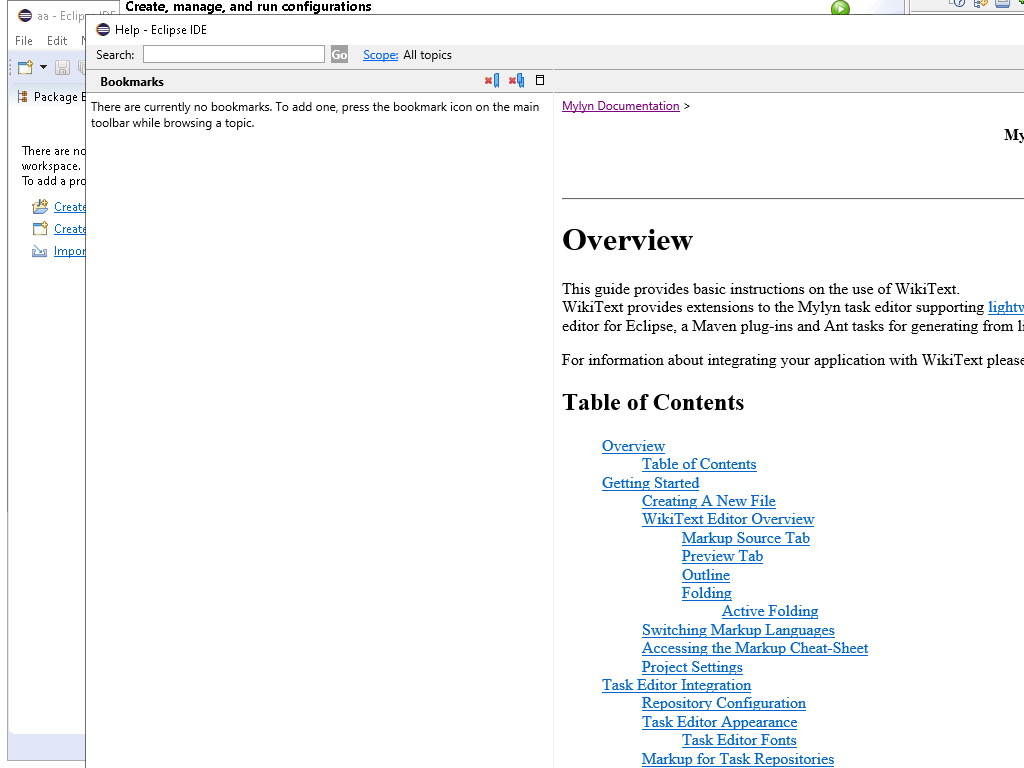 Create, manage, and run configurations
aa - Eclipse IDE
File Edit
Help - Eclipse IDE
Search: Go Scope: All topics
Package
Bookmarks
There are currently no bookmarks. To add one, press the bookmark icon on the main
toolbar while browsing a topic.
There are no
workspace.
To add a pro
Create
Create
Impor
Mylyn Documentation >
My
Overview
This guide provides basic instructions on the use of WikiText.
WikiText provides extensions to the Mylyn task editor supporting lightw
editor for Eclipse, a Maven plug-ins and Ant tasks for generating from li
For information about integrating your application with WikiText please
Table of Contents
Overview
Table of Contents
Getting Started
Creating A New File
WikiText Editor Overview
Markup Source Tab
Preview Tab
Outline
Folding
Active Folding
Switching Markup Languages
Accessing the Markup Cheat-Sheet
Project Settings
Task Editor Integration
Repository Configuration
Task Editor Appearance
Task Editor Fonts
Markup for Task Repositories